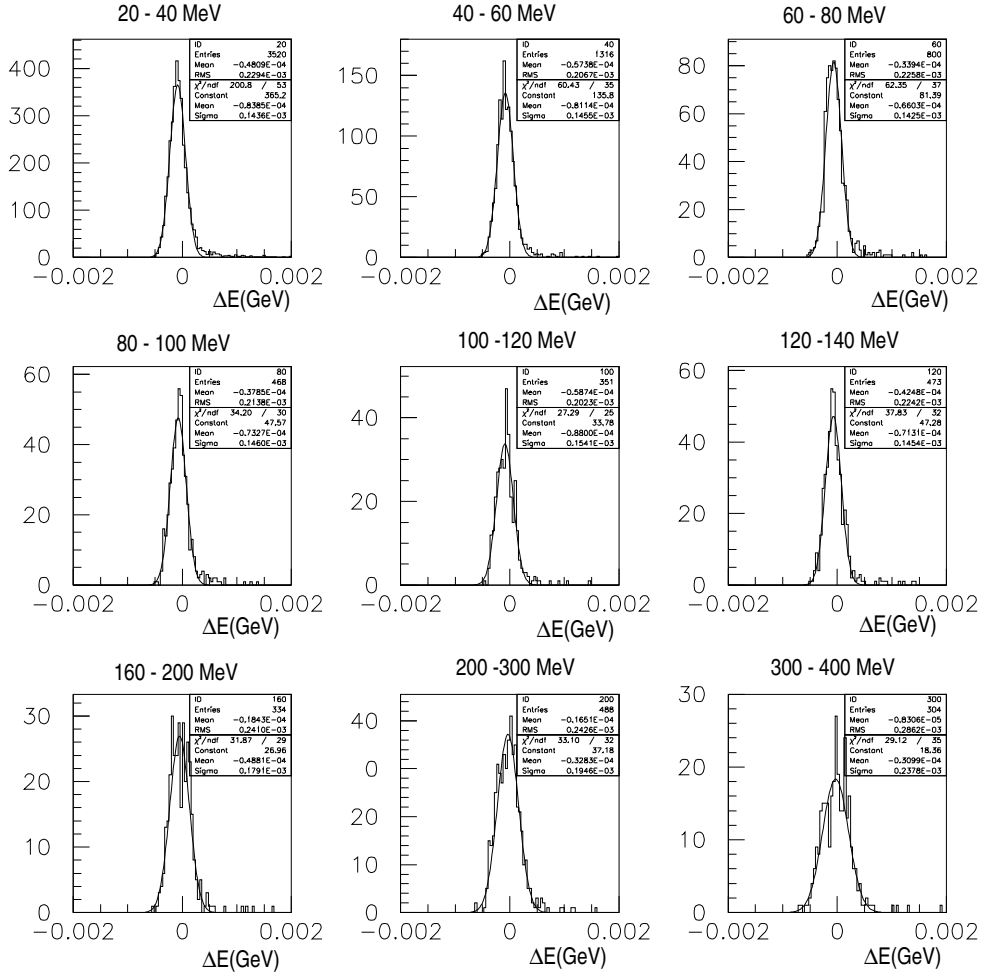 20 - 40 MeV
ID 20
Entries 3520
Mean -0.4809E-04
RMS 0.2294E-03
χ²/ndf 200.8 / 53
Constant 365.2
Mean -0.8385E-04
Sigma 0.1436E-03
400
300
200
100
0
-0.002 0 0.002
ΔE(GeV)
40 - 60 MeV
ID 40
Entries 1316
Mean -0.5738E-04
RMS 0.2067E-03
χ²/ndf 60.43 / 35
Constant 135.8
Mean -0.8114E-04
Sigma 0.1455E-03
150
100
50
0
-0.002 0 0.002
ΔE(GeV)
60 - 80 MeV
ID 60
Entries 800
Mean -0.3394E-04
RMS 0.2258E-03
χ²/ndf 62.35 / 37
Constant 81.39
Mean -0.6603E-04
Sigma 0.1425E-03
80
60
40
20
0
-0.002 0 0.002
ΔE(GeV)
80 - 100 MeV
ID 80
Entries 468
Mean -0.3785E-04
RMS 0.2138E-03
χ²/ndf 34.20 / 30
Constant 47.57
Mean -0.7327E-04
Sigma 0.1460E-03
60
40
20
0
-0.002 0 0.002
ΔE(GeV)
100 -120 MeV
ID 100
Entries 351
Mean -0.5874E-04
RMS 0.2023E-03
χ²/ndf 27.29 / 25
Constant 33.78
Mean -0.8800E-04
Sigma 0.1541E-03
40
20
0
-0.002 0 0.002
ΔE(GeV)
120 -140 MeV
ID 120
Entries 473
Mean -0.4248E-04
RMS 0.2242E-03
χ²/ndf 37.83 / 32
Constant 47.28
Mean -0.7131E-04
Sigma 0.1454E-03
60
40
20
0
-0.002 0 0.002
ΔE(GeV)
160 - 200 MeV
ID 160
Entries 334
Mean -0.1843E-04
RMS 0.2410E-03
χ²/ndf 31.87 / 29
Constant 26.96
Mean -0.4881E-04
Sigma 0.1791E-03
30
20
10
0
-0.002 0 0.002
ΔE(GeV)
200 -300 MeV
ID 200
Entries 488
Mean -0.1651E-04
RMS 0.2426E-03
χ²/ndf 33.10 / 32
Constant 37.18
Mean -0.3283E-04
Sigma 0.1946E-03
40
0
20
10
0
-0.002 0 0.002
ΔE(GeV)
300 - 400 MeV
ID 300
Entries 304
Mean -0.8306E-05
RMS 0.2862E-03
χ²/ndf 29.12 / 35
Constant 18.36
Mean -0.3099E-04
Sigma 0.2378E-03
30
20
10
0
-0.002 0 0.002
ΔE(GeV)